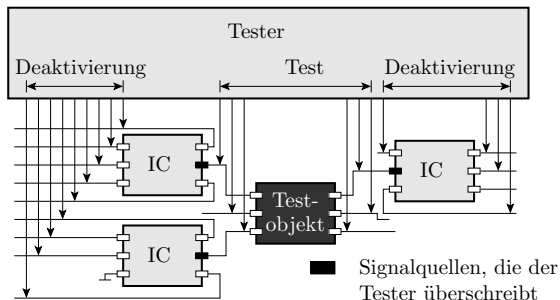 Tester
Deaktivierung
Test
Deaktivierung
IC
IC
Test-
objekt
IC
Signalquellen, die der
Tester überschreibt